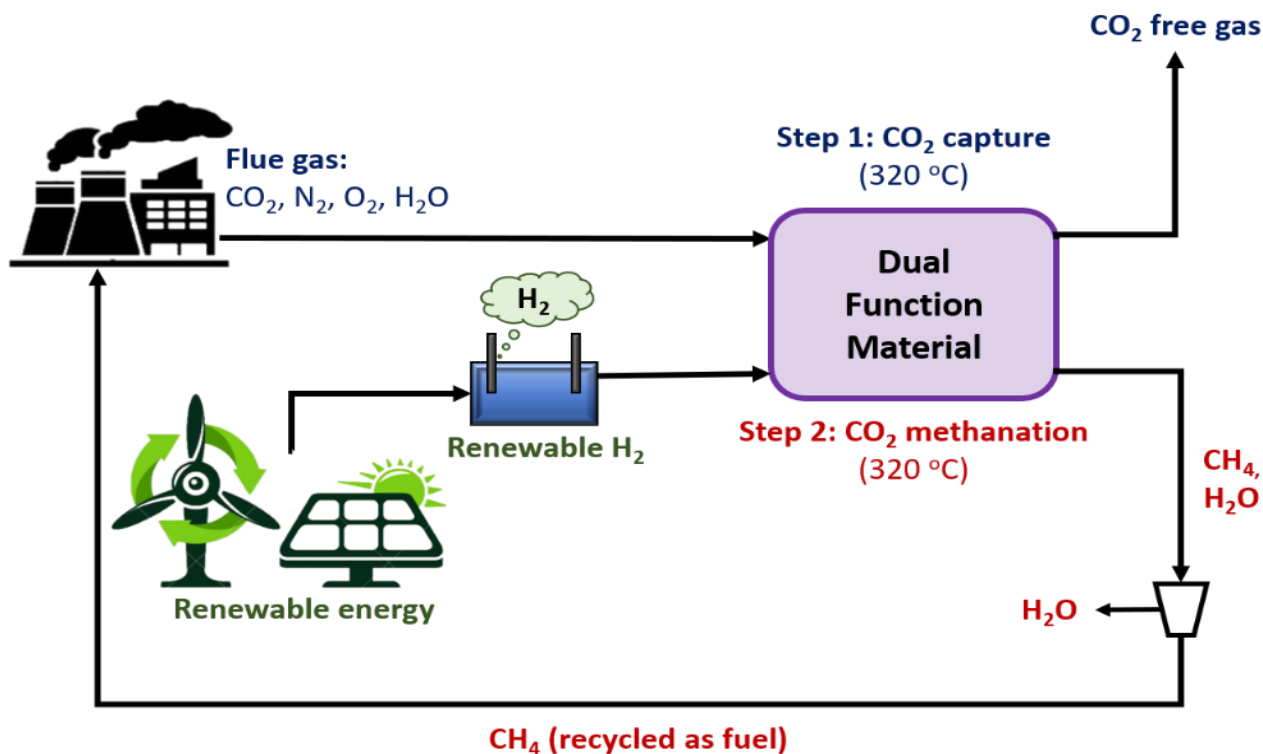 CO₂ free gas
Step 1: CO₂ capture
(320 °C)
Flue gas:
CO₂, N₂, O₂, H₂O
Dual
Function
Material
H₂
Renewable H₂
Step 2: CO₂ methanation
(320 °C)
CH₄,
H₂O
Renewable energy
H₂O
CH₄ (recycled as fuel)